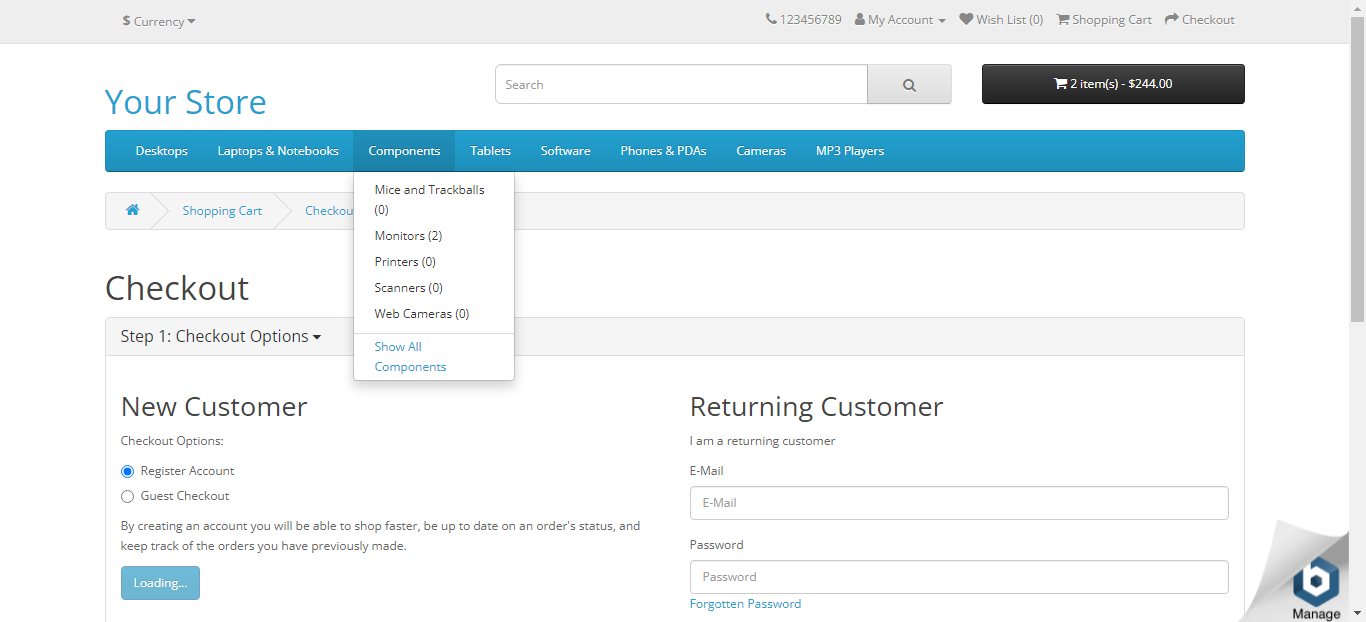 $ Currency
123456789 My Account Wish List (0) Shopping Cart Checkout
Your Store
Search
2 item(s) - $244.00
Desktops Laptops & Notebooks Components Tablets Software Phones & PDAs Cameras MP3 Players
Mice and Trackballs
(0)
Monitors (2)
Printers (0)
Scanners (0)
Web Cameras (0)
Show All
Components
Shopping Cart Checkou
Checkout
Step 1: Checkout Options
New Customer
Checkout Options:
Register Account
Guest Checkout
By creating an account you will be able to shop faster, be up to date on an order's status, and
keep track of the orders you have previously made.
Loading...
Returning Customer
I am a returning customer
E-Mail
E-Mail
Password
Password
Forgotten Password
b
Manage